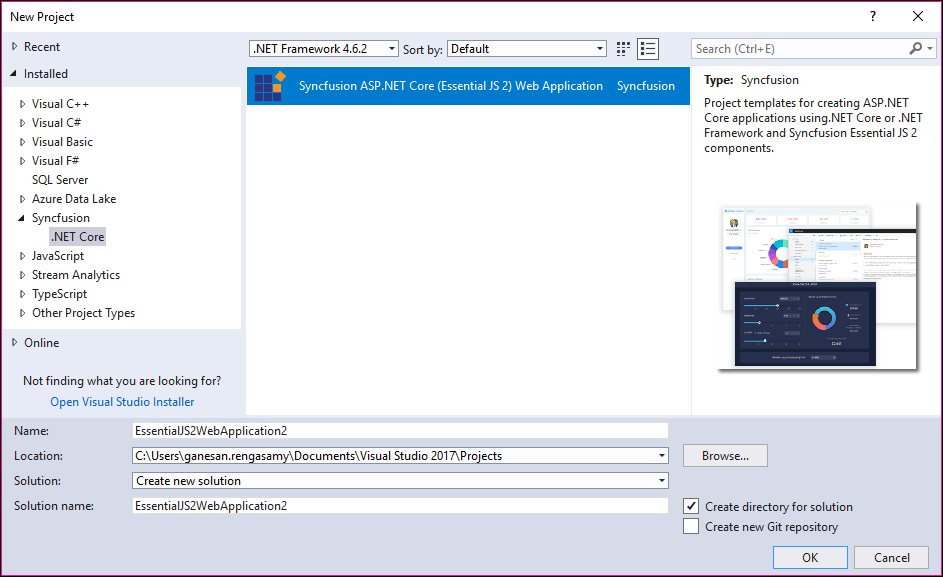 New Project
?
Recent
.NET Framework 4.6.2
Sort by:
Default
Search (Ctrl+E)
Installed
Visual C++
Visual C#
Visual Basic
Visual F#
SQL Server
Azure Data Lake
Syncfusion
.NET Core
JavaScript
Stream Analytics
TypeScript
Other Project Types
Online
Not finding what you are looking for?
Open Visual Studio Installer
Syncfusion ASP.NET Core (Essential JS 2) Web Application
Syncfusion
Type: Syncfusion
Project templates for creating ASP.NET
Core applications using.NET Core or .NET
Framework and Syncfusion Essential JS 2
components.
Name:
EssentialJS2WebApplication2
Location:
C:\Users\ganesan.rengasamy\Documents\Visual Studio 2017\Projects
Browse...
Solution:
Create new solution
Solution name:
EssentialJS2WebApplication2
Create directory for solution
Create new Git repository
OK
Cancel